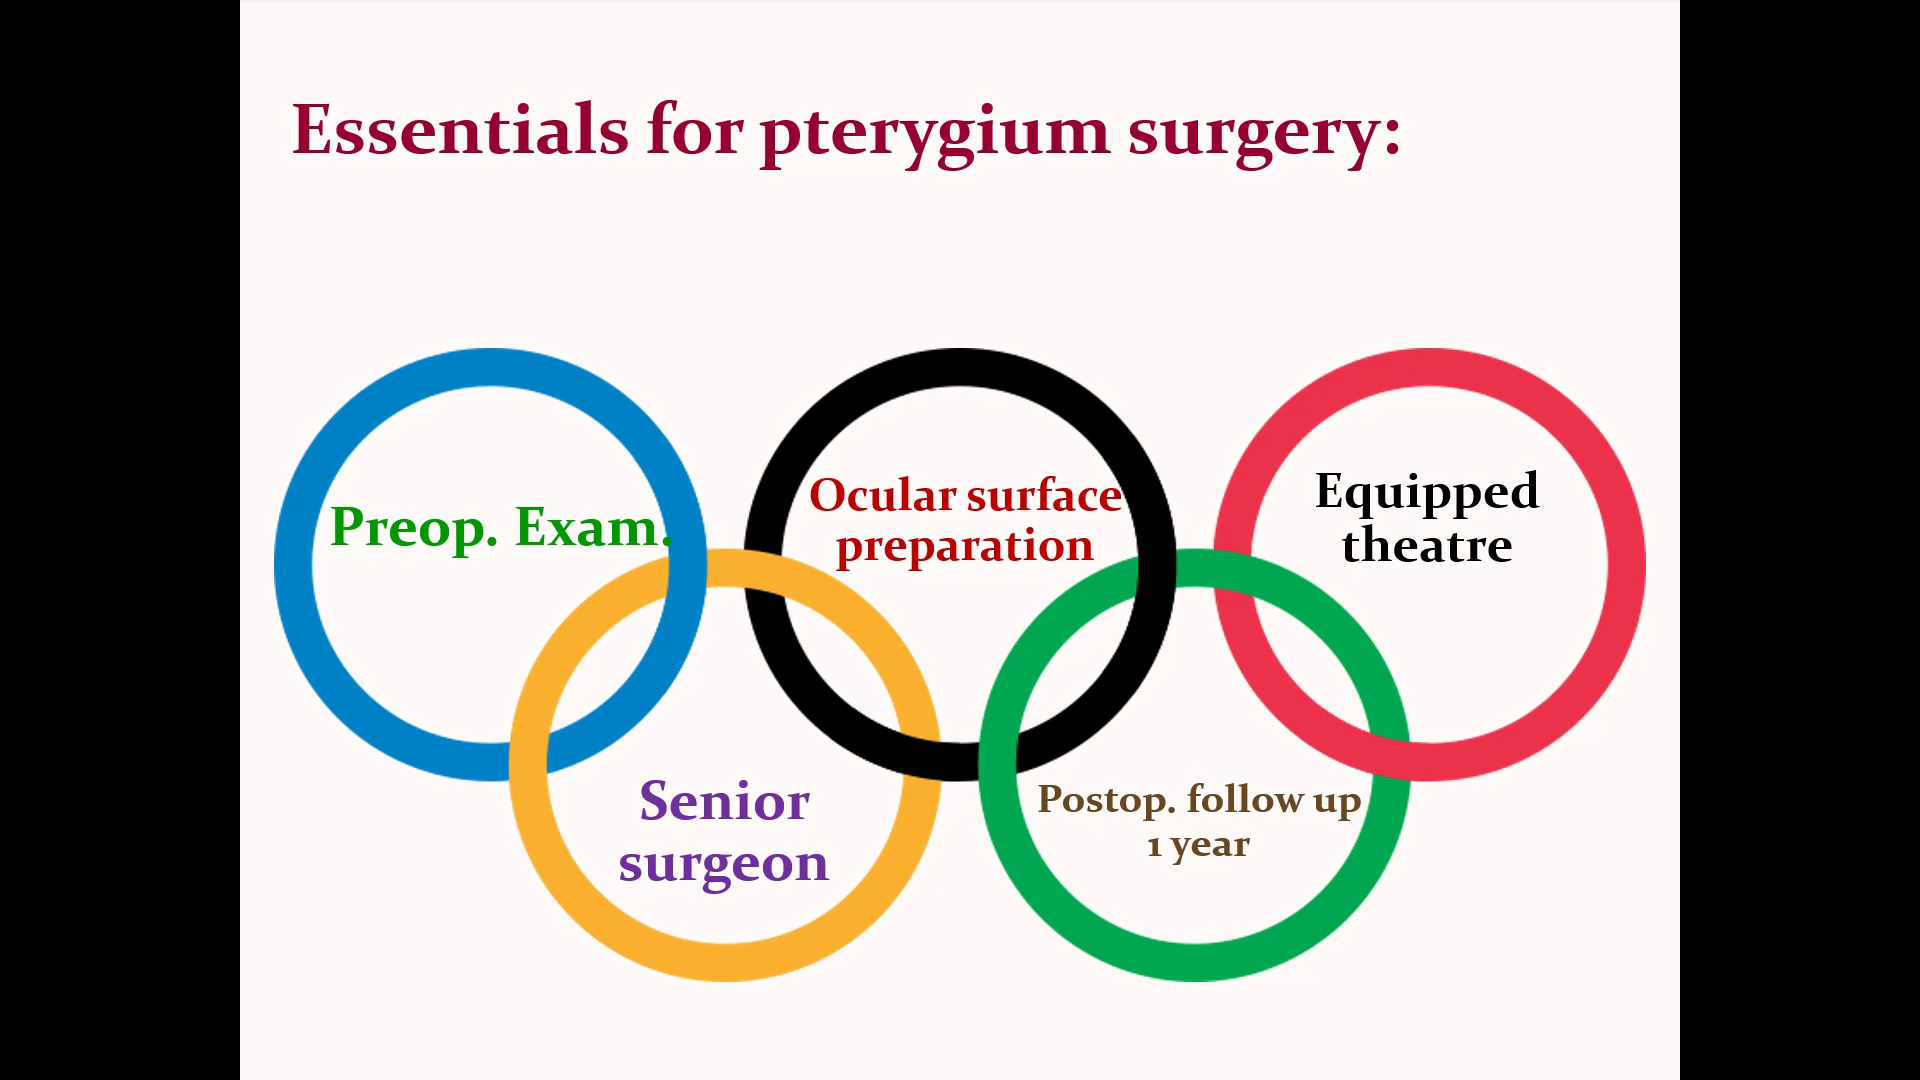 Essentials for pterygium surgery:
Preop. Exam.
Ocular surface
preparation
Equipped
theatre
Senior
surgeon
Postop. follow up
1 year